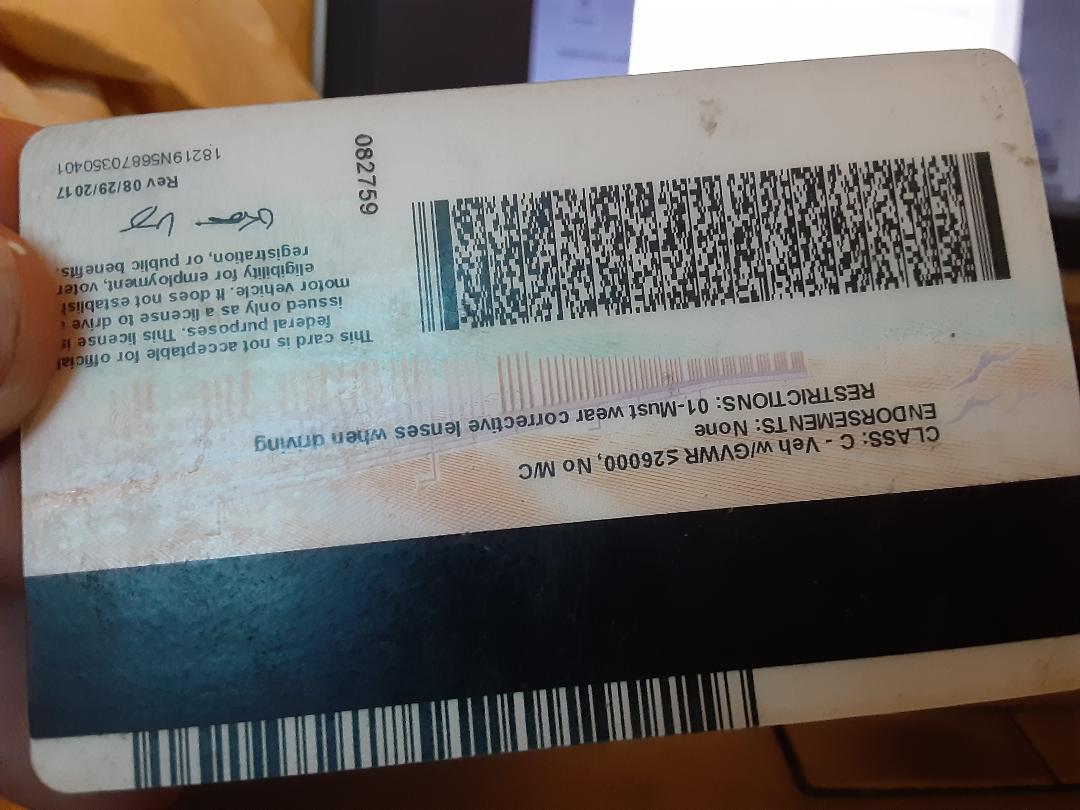 CLASS: C - Veh w/GVWR ≤26000, No M/C
ENDORSEMENTS: None
RESTRICTIONS: 01-Must wear corrective lenses when driving
This card is not acceptable for official
federal purposes. This license is
issued only as a license to drive a
motor vehicle. It does not establish
eligibility for employment, voter
registration, or public benefits.
Rev 08/29/2017
18219N56870350401
082759